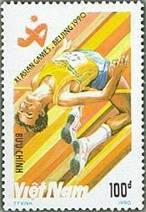 XI ASIAN GAMES - BEIJING 1990
BƯU CHÍNH
Việt Nam
100đ
1990